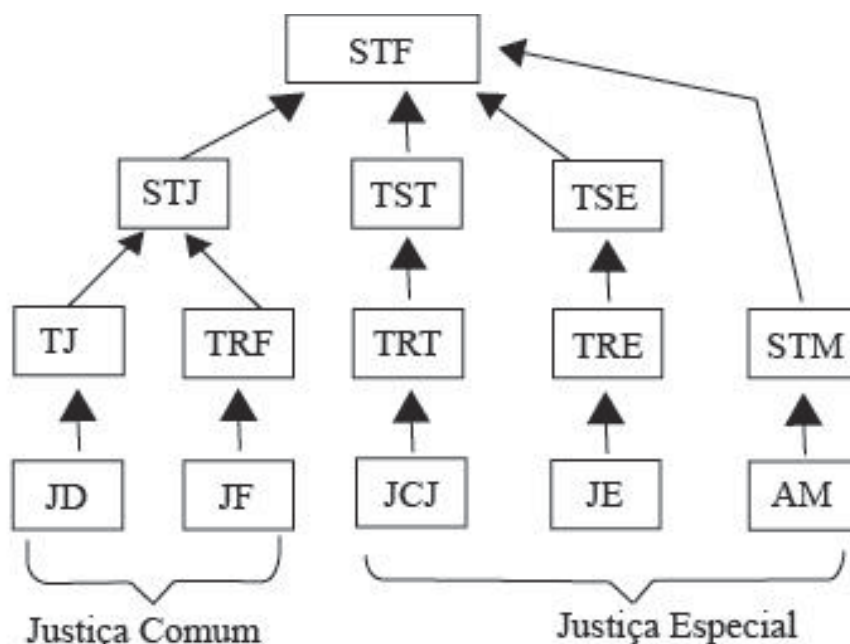 STF
STJ
TST
TSE
TJ
TRF
TRT
TRE
STM
JD
JF
JCJ
JE
AM
Justiça Comum
Justiça Especial